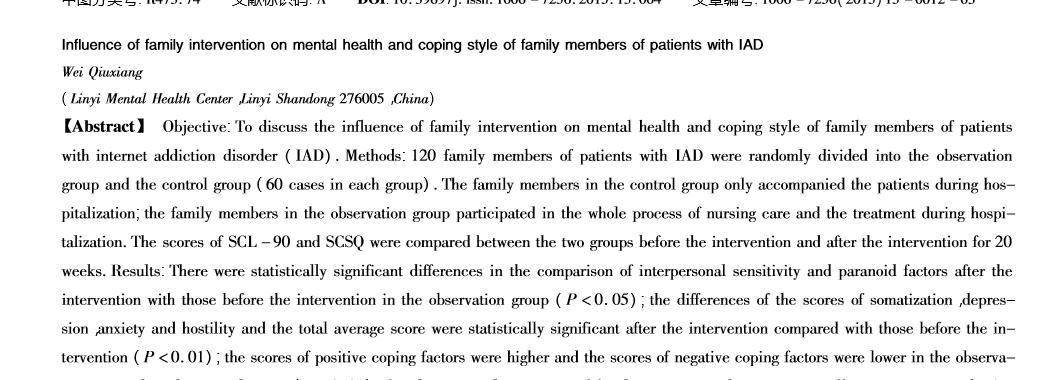 Influence of family intervention on mental health and coping style of family members of patients with IAD
Wei Qiuxiang
( Linyi Mental Health Center ,Linyi Shandong 276005 ,China)
【Abstract】 Objective: To discuss the influence of family intervention on mental health and coping style of family members of patients
with internet addiction disorder ( IAD) . Methods: 120 family members of patients with IAD were randomly divided into the observation
group and the control group ( 60 cases in each group) . The family members in the control group only accompanied the patients during hos-
pitalization; the family members in the observation group participated in the whole process of nursing care and the treatment during hospi-
talization. The scores of SCL - 90 and SCSQ were compared between the two groups before the intervention and after the intervention for 20
weeks. Results: There were statistically significant differences in the comparison of interpersonal sensitivity and paranoid factors after the
intervention with those before the intervention in the observation group ( P < 0. 05) ; the differences of the scores of somatization ,depres-
sion ,anxiety and hostility and the total average score were statistically significant after the intervention compared with those before the in-
tervention ( P < 0. 01) ; the scores of positive coping factors were higher and the scores of negative coping factors were lower in the observa-